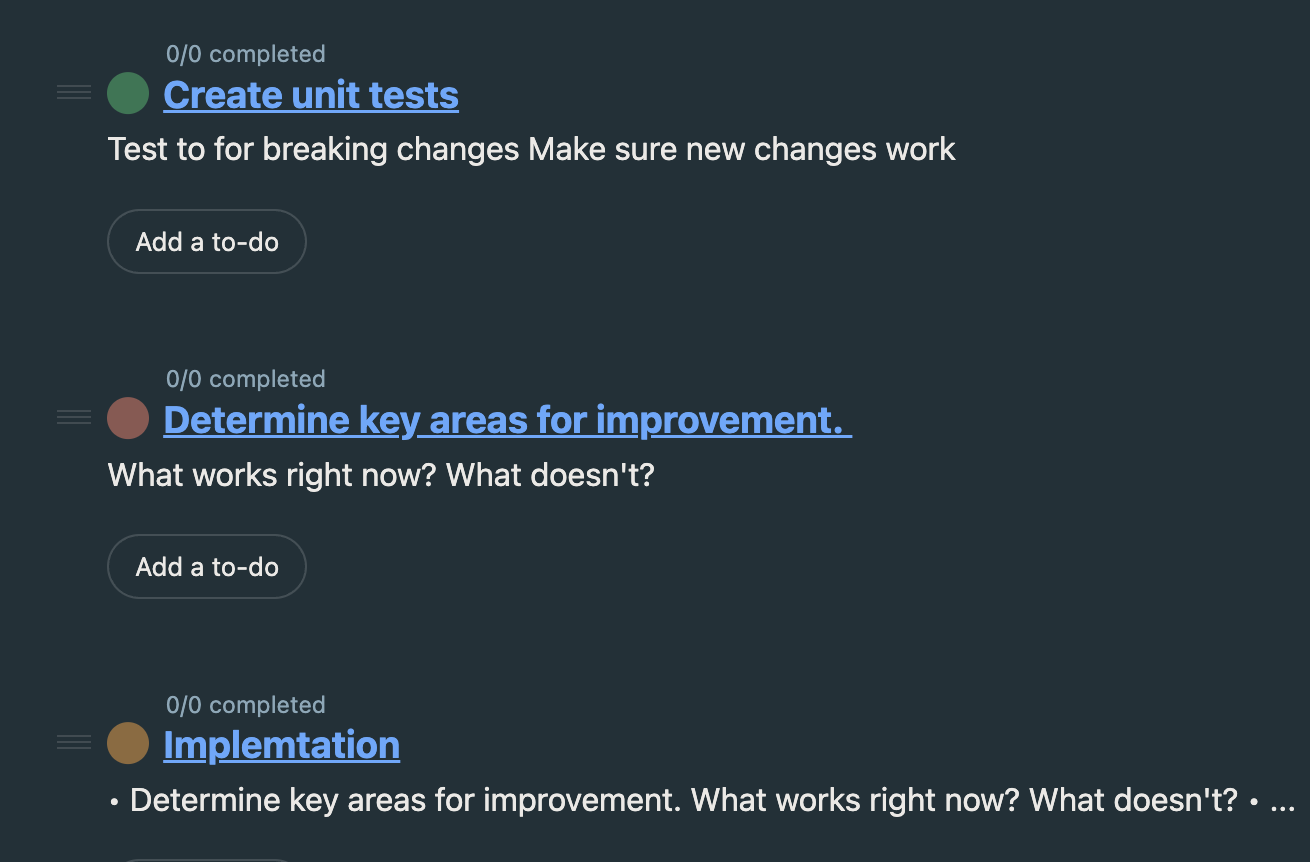 0/0 completed
Create unit tests
Test to for breaking changes Make sure new changes work
Add a to-do
0/0 completed
Determine key areas for improvement.
What works right now? What doesn't?
Add a to-do
0/0 completed
Implemtation
• Determine key areas for improvement. What works right now? What doesn't? • ...